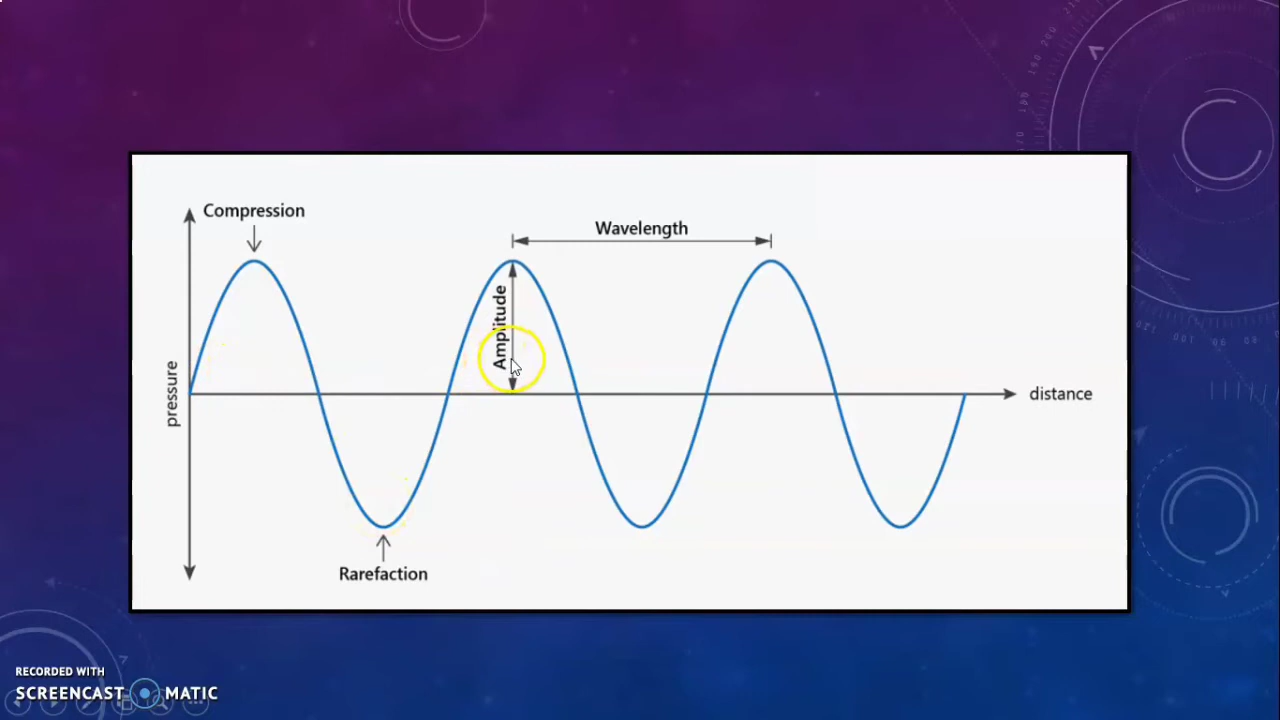 Compression
Wavelength
Amplitude
pressure
distance
Rarefaction
RECORDED WITH
SCREENCAST MATIC